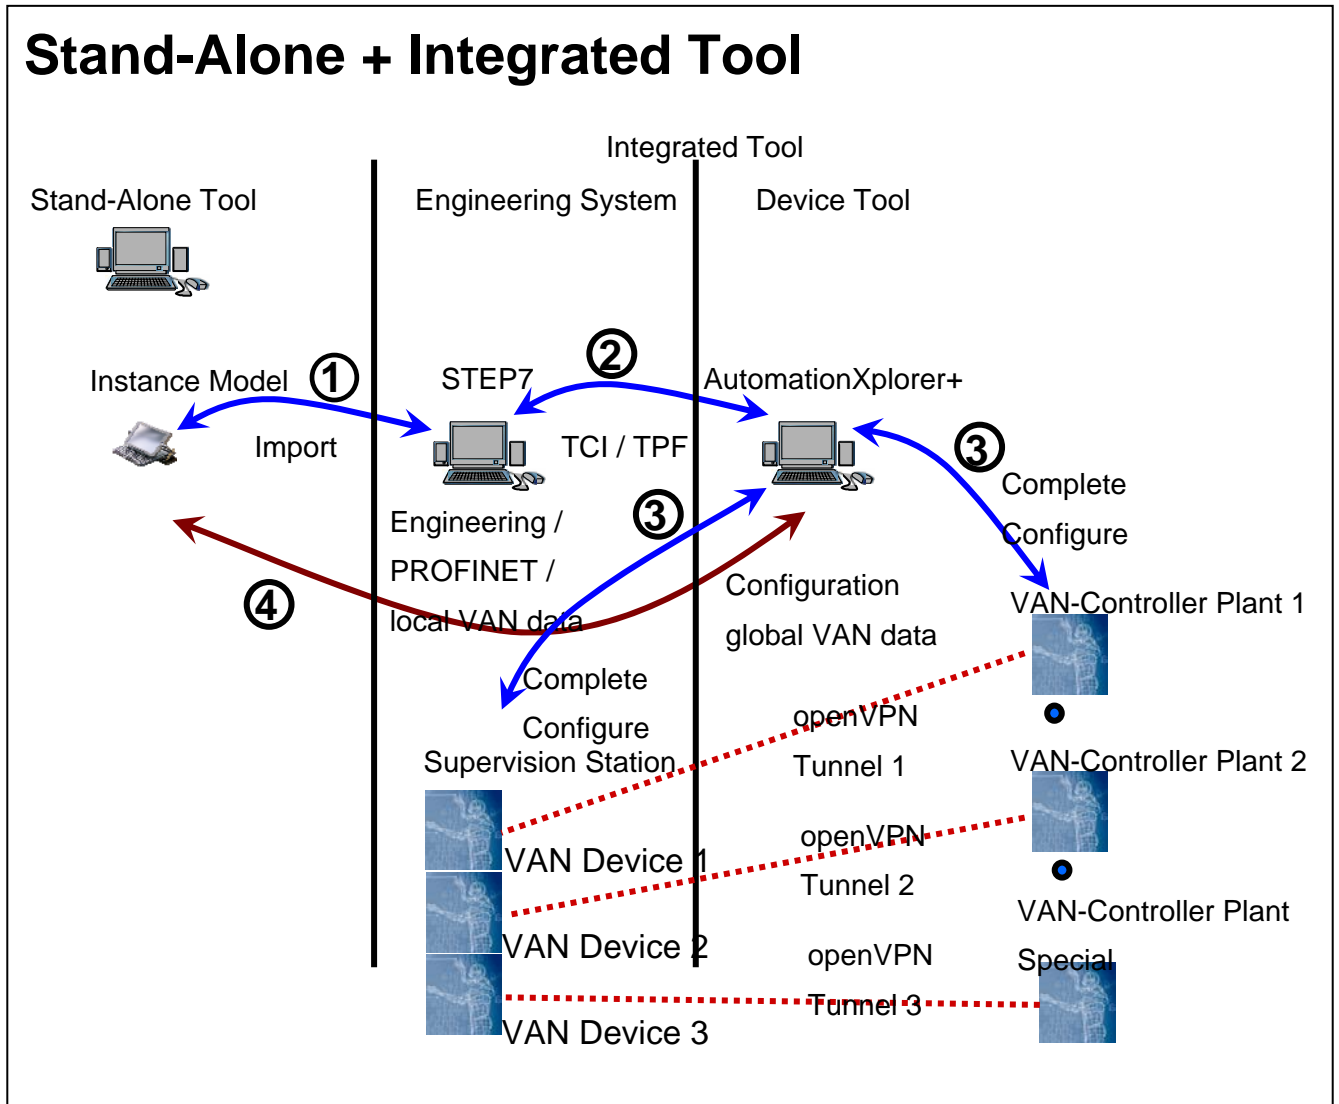 Stand-Alone + Integrated Tool
Integrated Tool
Stand-Alone Tool
Engineering System
Device Tool
Instance Model
1
STEP7
2
AutomationXplorer+
Import
TCI / TPF
3
Complete
Configure
3
Engineering /
PROFINET /
local VAN data
4
Configuration
global VAN data
VAN-Controller Plant 1
Complete
Configure
Supervision Station
openVPN
Tunnel 1
VAN-Controller Plant 2
VAN Device 1
openVPN
Tunnel 2
VAN Device 2
VAN-Controller Plant
Special
openVPN
Tunnel 3
VAN Device 3